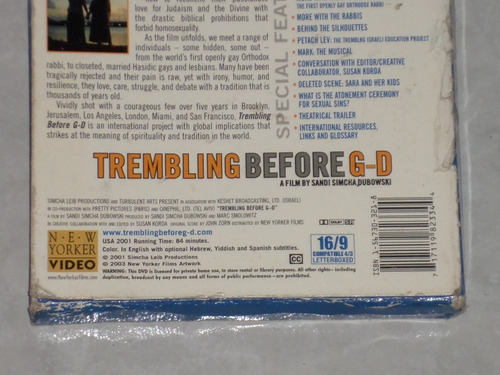 Judaism and the Divine with
the drastic biblical prohibitions that
forbid homosexuality.
As the film unfolds, we meet a range of
individuals – some hidden, some out –
from the world's first openly gay Orthodox
rabbi, to closeted, married Hasidic gays and lesbians. Many have been
tragically rejected and their pain is raw, yet with irony, humor, and
resilience, they love, care, struggle, and debate with a tradition that is
thousands of years old.
Vividly shot with a courageous few over five years in Brooklyn,
Jerusalem, Los Angeles, London, Miami, and San Francisco, Trembling
Before G-D is an international project with global implications that
strikes at the meaning of spirituality and tradition in the world.
SPECIAL
THE FIRST OPENLY GAY ORTHODOX RABBI
MORE WITH THE RABBIS
BEHIND THE SILHOUETTES
PETACH LEV: THE TREMBLING ISRAELI EDUCATION PROJECT
MARK: THE MUSICAL
CONVERSATION WITH EDITOR/CREATIVE
COLLABORATOR, SUSAN KORDA
DELETED SCENE: SARA AND HER KIDS
WHAT IS THE ATONEMENT CEREMONY
FOR SEXUAL SINS?
THEATRICAL TRAILER
INTERNATIONAL RESOURCES,
LINKS AND GLOSSARY
TREMBLING BEFORE G-D
A FILM BY SANDI SIMCHA DUBOWSKI
SIMCHA LEIB PRODUCTIONS AND TURBULENT ARTS PRESENT IN ASSOCIATION WITH KESHET BROADCASTING, LTD. (ISRAEL)
IN CO-PRODUCTION WITH PRETTY PICTURES (PARIS) AND CINEPHIL, LTD. (TEL AVIV) "TREMBLING BEFORE G-D"
A FILM BY SANDI SIMCHA DUBOWSKI PRODUCED BY SANDI SIMCHA DUBOWSKI AND MARC SMOLOWITZ
CREATIVE COLLABORATION WITH AND EDITED BY SUSAN KORDA ORIGINAL SCORE BY JOHN ZORN DISTRIBUTED BY NEW YORKER FILMS
www.tremblingbeforeg-d.com
USA 2001 Running Time: 84 minutes.
Color. In English with optional Hebrew, Yiddish and Spanish subtitles.
© 2001 Simcha Leib Productions
© 2003 New Yorker Films Artwork
WARNING: This DVD is licensed for private home use, in store rental or library purposes. All other rights, including
broadcast, duplication by any means and all forms of public performance—are prohibited.
N·E·W
YORKER
VIDEO
www.NewYorkerFilms.com
DOLBY
16/9
COMPATIBLE 4/3
LETTERBOXED
CC
ISBN 1-56730-321-8